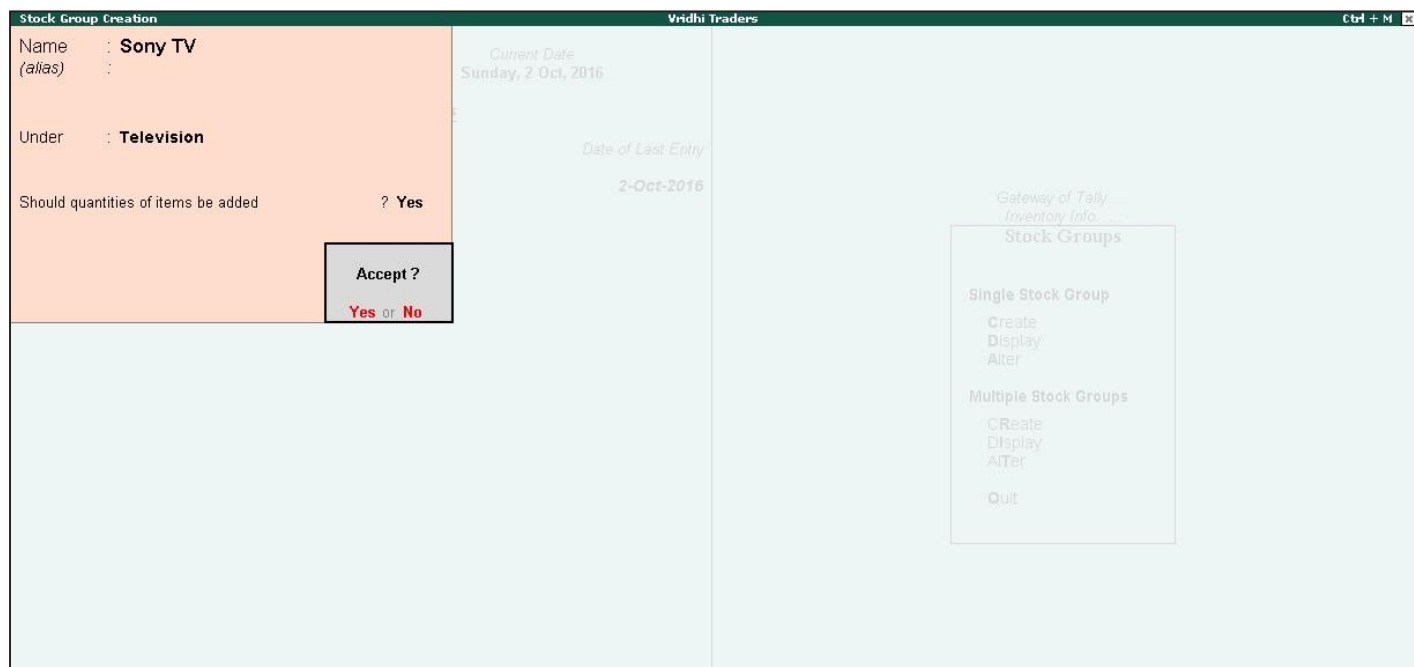 Stock Group Creation Vridhi Traders Ctrl + M
Name : Sony TV
(alias) :
Under : Television
Should quantities of items be added ? Yes
Accept ?
Yes or No
Current Date
Sunday, 2 Oct, 2016
Date of Last Entry
2-Oct-2016
Gateway of Tally ...
Inventory Info. ...
Stock Groups
Single Stock Group
Create
Display
Alter
Multiple Stock Groups
CReate
DIsplay
AlTer
Quit